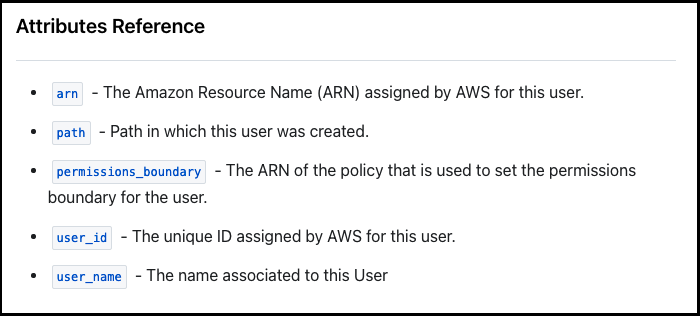 Attributes Reference
arn - The Amazon Resource Name (ARN) assigned by AWS for this user.
path - Path in which this user was created.
permissions_boundary - The ARN of the policy that is used to set the permissions
boundary for the user.
user_id - The unique ID assigned by AWS for this user.
user_name - The name associated to this User